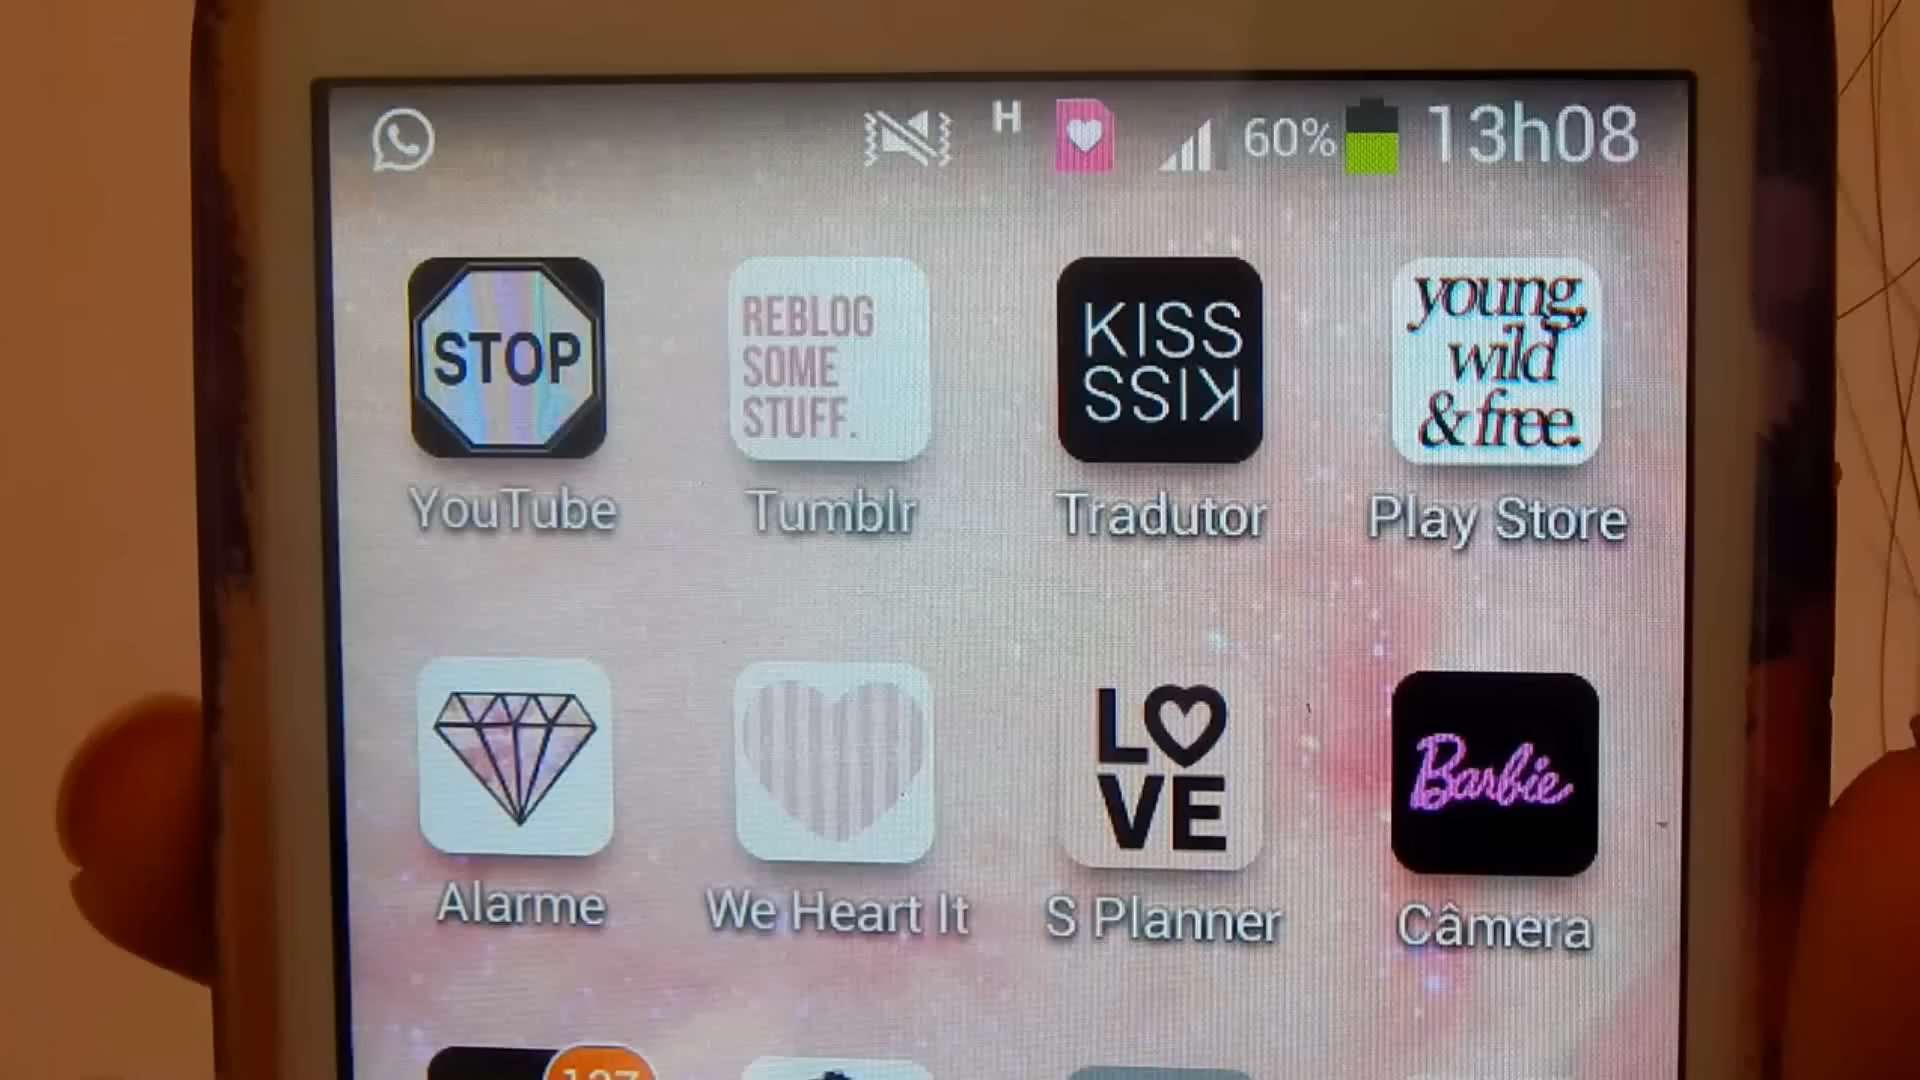 H 60% 13h08
STOP
REBLOG
SOME
STUFF.
KISS
KISS
young,
wild
& free.
YouTube Tumblr Tradutor Play Store
LOVE
Barbie
Alarme We Heart It S Planner Câmera